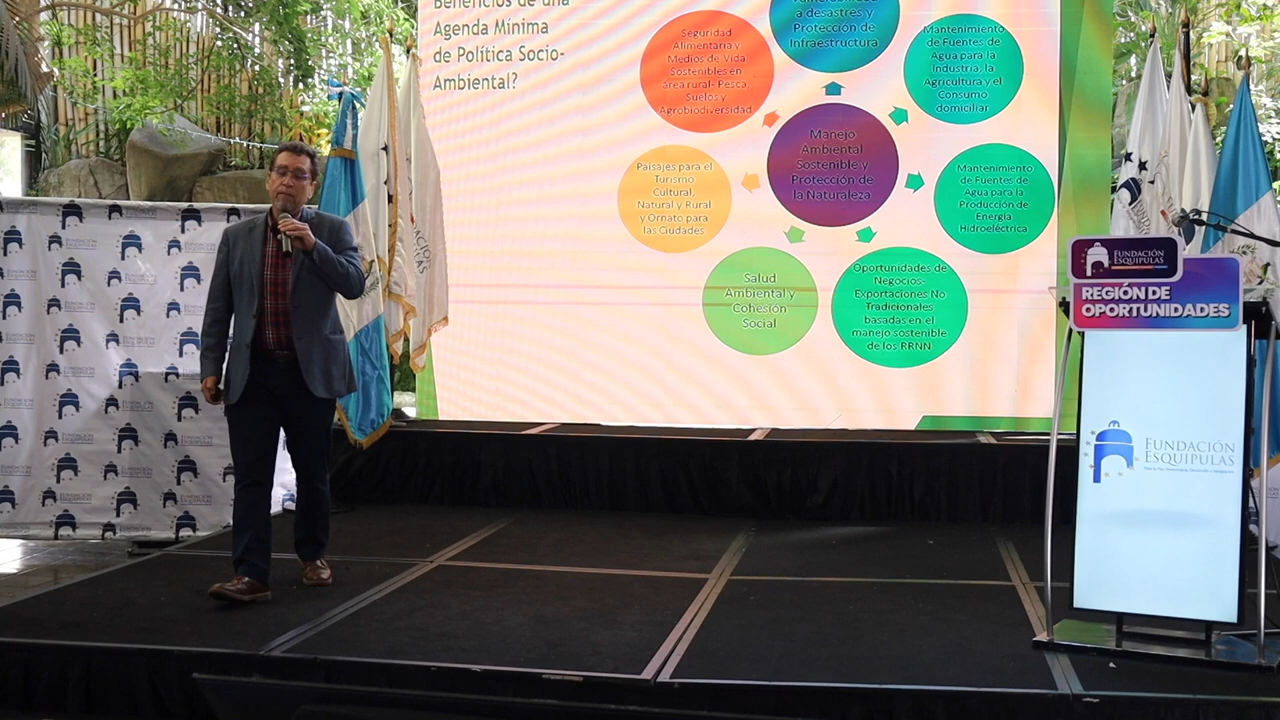 Beneficios de una
Agenda Mínima
de Política Socio-
Ambiental?
Vulnerabilidad
a desastres y
Protección de
Infraestructura
Seguridad
Alimentaria y
Medios de Vida
Sostenibles en
área rural- Pesca,
Suelos y
Agrobiodiversidad
Mantenimiento
de Fuentes de
Agua para la
Industria, la
Agricultura y el
Consumo
domiciliar
Manejo
Ambiental
Sostenible y
Protección de
la Naturaleza
Paisajes para el
Turismo
Cultural,
Natural y Rural
y Ornato para
las Ciudades
Mantenimiento
de Fuentes de
Agua para la
Producción de
Energía
Hidroeléctrica
Salud
Ambiental y
Cohesión
Social
Oportunidades de
Negocios-
Exportaciones No
Tradicionales
basadas en el
manejo sostenible
de los RRNN
FUNDACIÓN
ESQUIPULAS
REGIÓN DE
OPORTUNIDADES
FUNDACIÓN
ESQUIPULAS